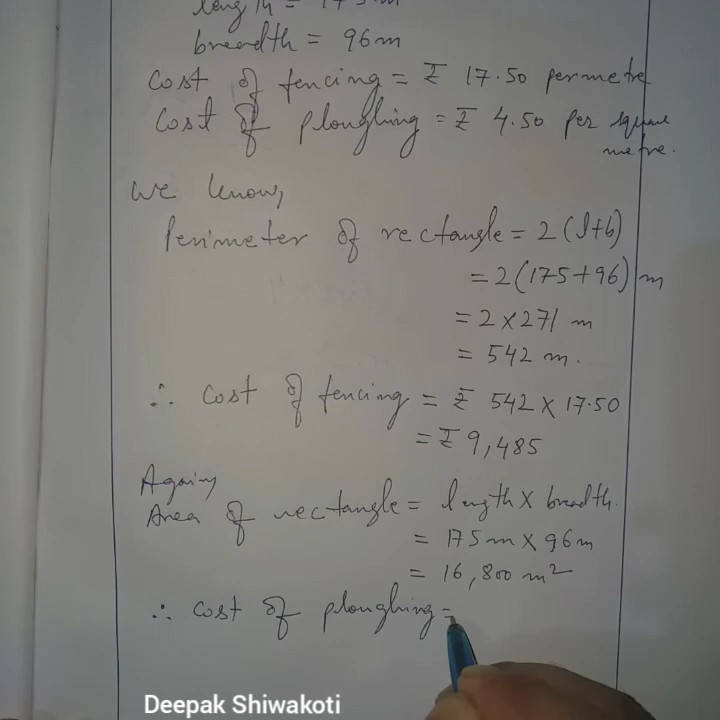 length = 175m
breadth = 96m
Cost of fencing = ₹ 17.50 per metre
Cost of ploughing = ₹ 4.50 per square
metre.
We know,
Perimeter of rectangle = 2(l+b)
= 2(175+96) m
= 2 × 271 m
= 542 m.
∴ Cost of fencing = ₹ 542 × 17.50
= ₹ 9,485
Again,
Area of rectangle = length × breadth.
= 175m × 96m
= 16,800 m²
∴ Cost of ploughing =
Deepak Shiwakoti